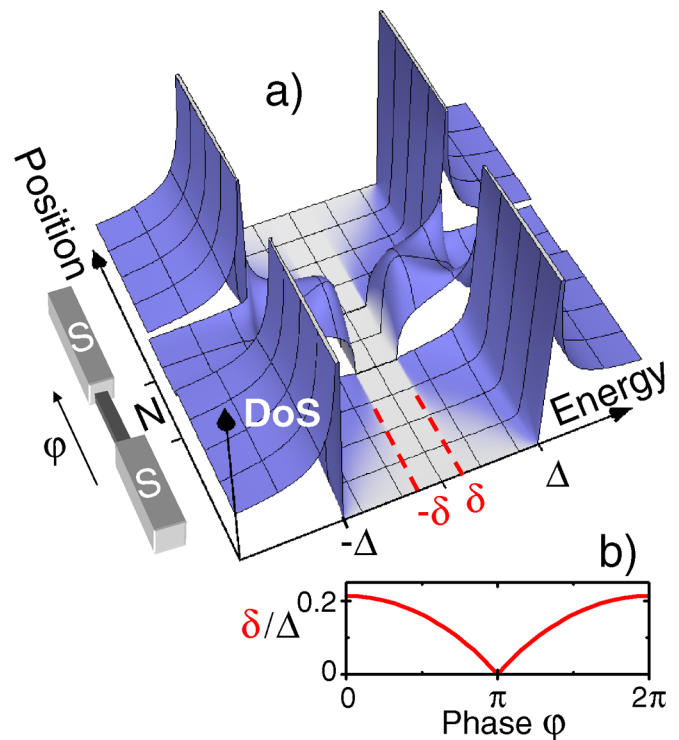 a)
Position
S
N
S
φ
DoS
Energy
-Δ
-δ
δ
Δ
b)
δ/Δ
0.2
0
0
π
2π
Phase φ